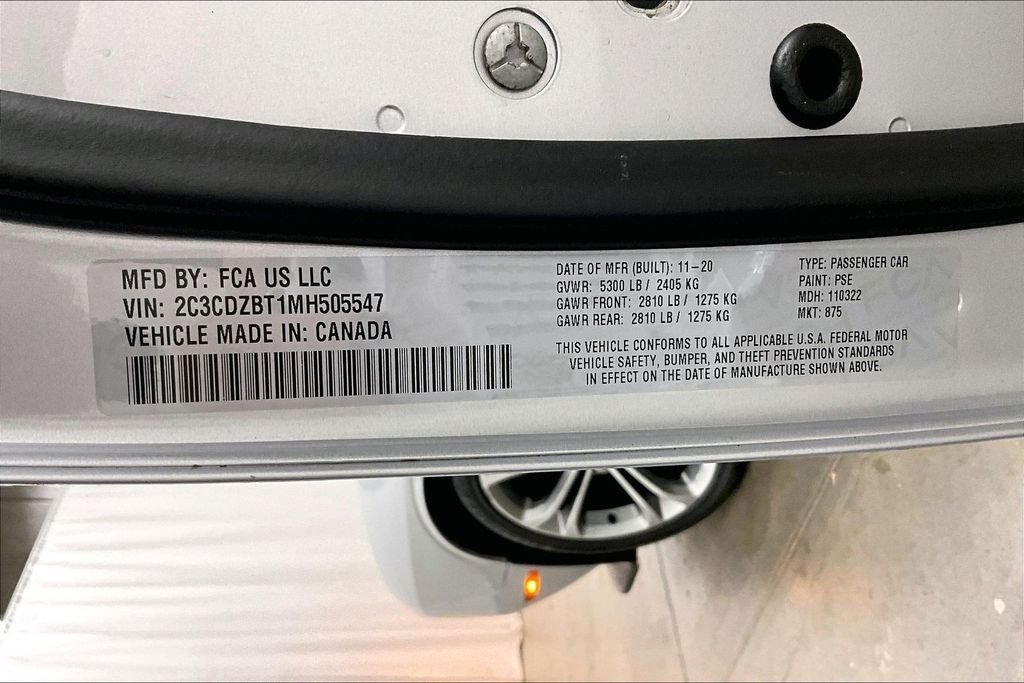 MFD BY: FCA US LLC
VIN: 2C3CDZBT1MH505547
VEHICLE MADE IN: CANADA
DATE OF MFR (BUILT): 11-20
GVWR: 5300 LB / 2405 KG
GAWR FRONT: 2810 LB / 1275 KG
GAWR REAR: 2810 LB / 1275 KG
TYPE: PASSENGER CAR
PAINT: PSE
MDH: 110322
MKT: 875
THIS VEHICLE CONFORMS TO ALL APPLICABLE U.S.A. FEDERAL MOTOR
VEHICLE SAFETY, BUMPER, AND THEFT PREVENTION STANDARDS
IN EFFECT ON THE DATE OF MANUFACTURE SHOWN ABOVE.